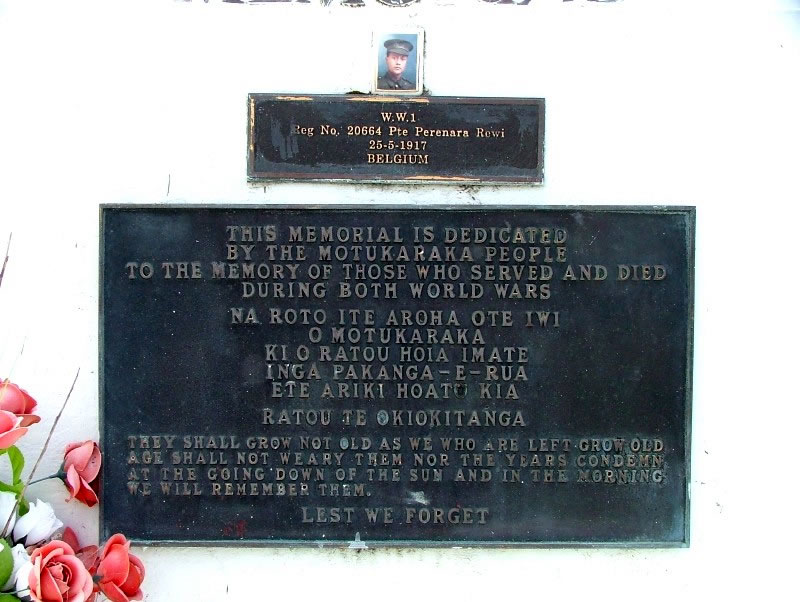 W.W.1
Reg No. 20664 Pte Perenara Rewi
25-5-1917
BELGIUM
THIS MEMORIAL IS DEDICATED
BY THE MOTUKARAKA PEOPLE
TO THE MEMORY OF THOSE WHO SERVED AND DIED
DURING BOTH WORLD WARS
NA ROTO ITE AROHA OTE IWI
O MOTUKARAKA
KI O RATOU HOIA IMATE
INGA PAKANGA-E-RUA
ETE ARIKI HOATU KIA
RATOU TE OKIOKITANGA
THEY SHALL GROW NOT OLD AS WE WHO ARE LEFT GROW OLD
AGE SHALL NOT WEARY THEM NOR THE YEARS CONDEMN
AT THE GOING DOWN OF THE SUN AND IN THE MORNING
WE WILL REMEMBER THEM.
LEST WE FORGET